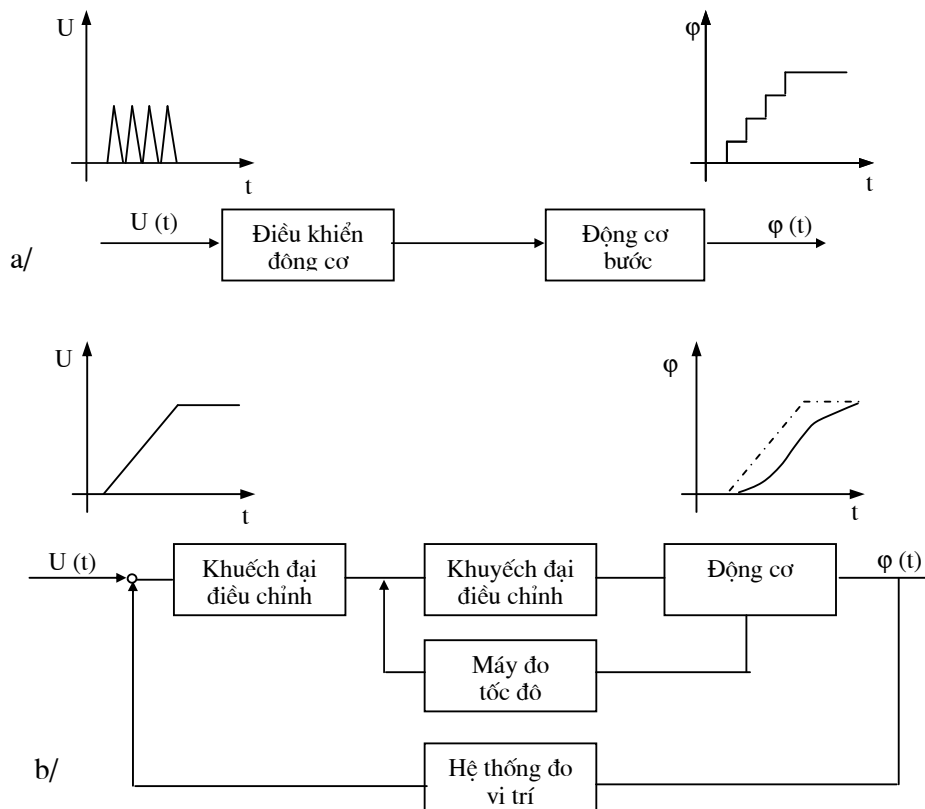 U
t
φ
t
U (t)
Điều khiển
đông cơ
Động cơ
bước
φ (t)
a/
U
t
φ
t
U (t)
Khuếch đại
điều chỉnh
Khuyếch đại
điều chỉnh
Động cơ
φ (t)
Máy đo
tốc đô
Hệ thống đo
vi trí
b/